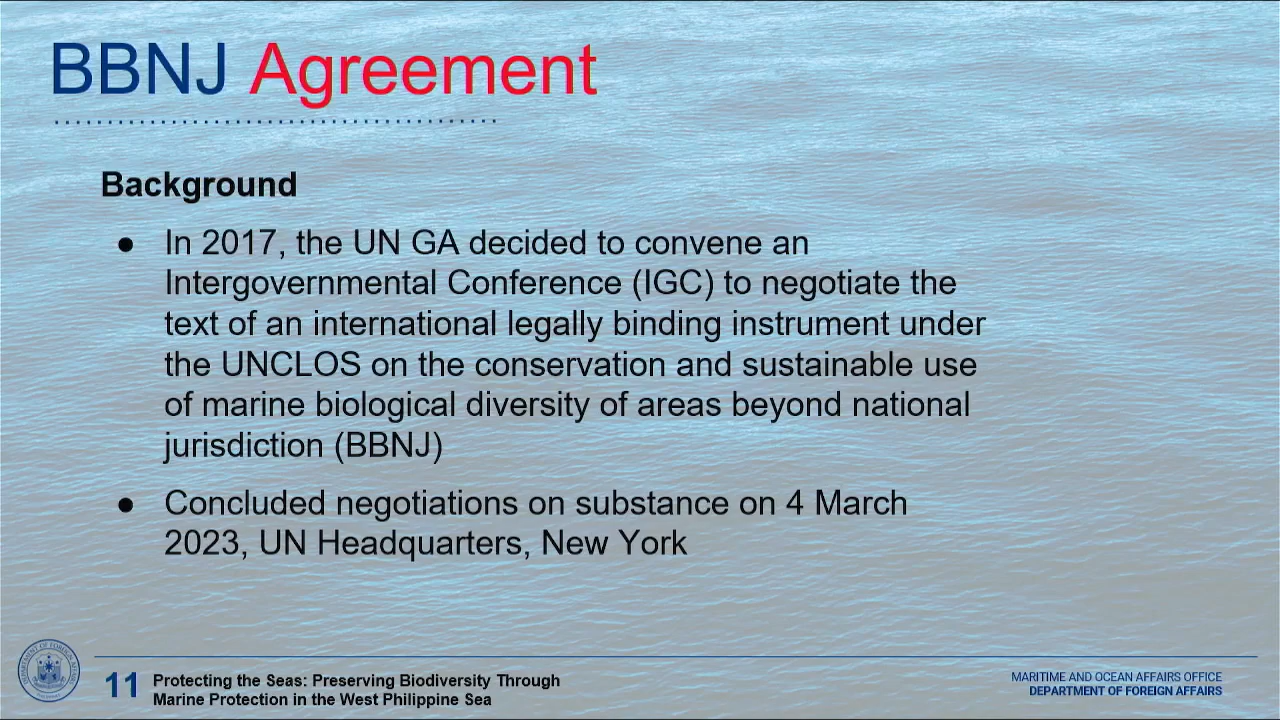 BBNJ Agreement
Background
● In 2017, the UN GA decided to convene an
Intergovernmental Conference (IGC) to negotiate the
text of an international legally binding instrument under
the UNCLOS on the conservation and sustainable use
of marine biological diversity of areas beyond national
jurisdiction (BBNJ)
● Concluded negotiations on substance on 4 March
2023, UN Headquarters, New York
DEPARTMENT OF FOREIGN AFFAIRS
11
Protecting the Seas: Preserving Biodiversity Through
Marine Protection in the West Philippine Sea
MARITIME AND OCEAN AFFAIRS OFFICE
DEPARTMENT OF FOREIGN AFFAIRS